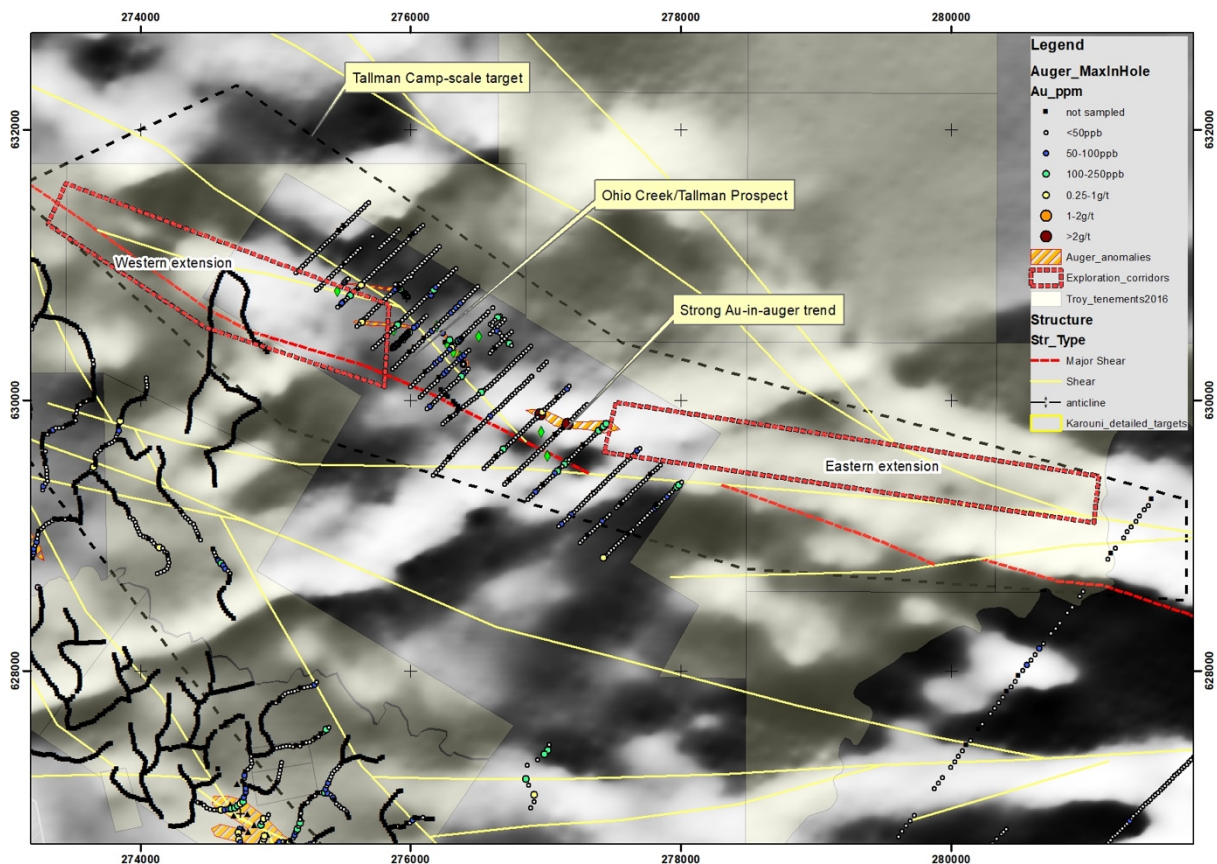 274000
276000
278000
280000
632000
632000
630000
630000
628000
628000
Tallman Camp-scale target
Ohio Creek/Tallman Prospect
Western extension
Strong Au-in-auger trend
Eastern extension
Legend
Auger_MaxInHole
Au_ppm
not sampled
<50ppb
50-100ppb
100-250ppb
0.25-1g/t
1-2g/t
>2g/t
Auger_anomalies
Exploration_corridors
Troy_tenements2016
Structure
Str_Type
Major Shear
Shear
anticline
Karouni_detailed_targets
274000
276000
278000
280000